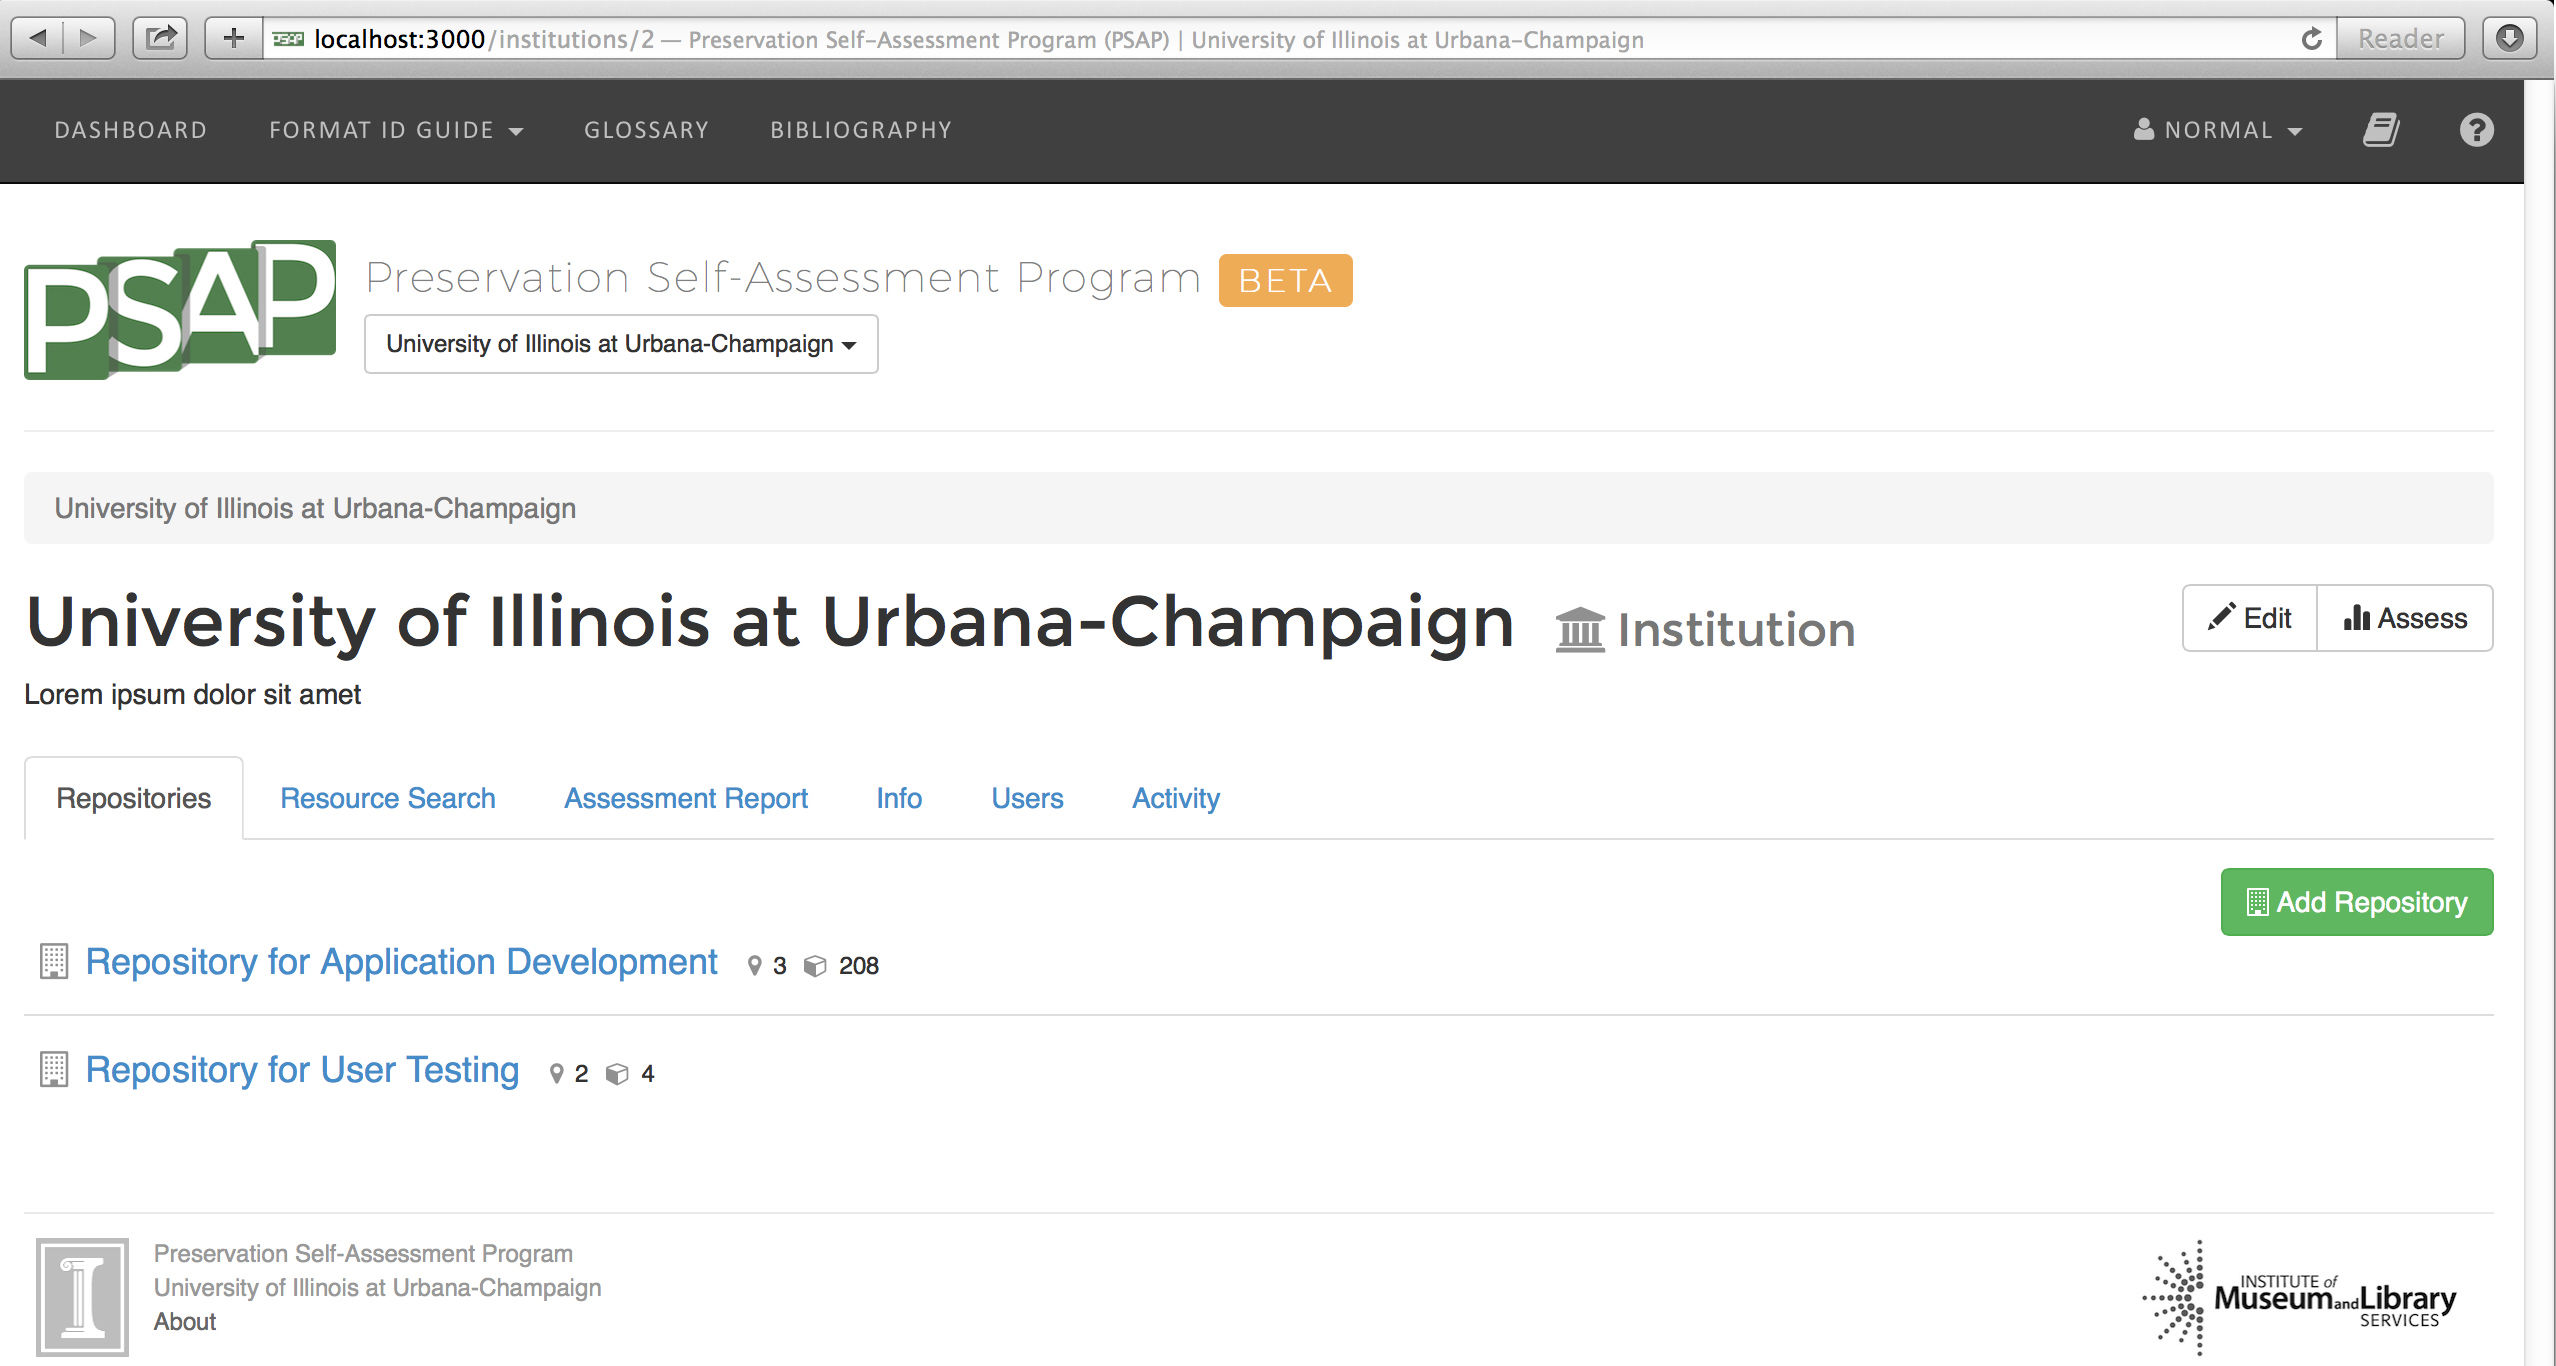 localhost:3000/institutions/2 — Preservation Self-Assessment Program (PSAP) | University of Illinois at Urbana-Champaign
Reader
DASHBOARD FORMAT ID GUIDE GLOSSARY BIBLIOGRAPHY NORMAL
PSAP
Preservation Self-Assessment Program BETA
University of Illinois at Urbana-Champaign
University of Illinois at Urbana-Champaign
University of Illinois at Urbana-Champaign Institution
Edit Assess
Lorem ipsum dolor sit amet
Repositories Resource Search Assessment Report Info Users Activity
Add Repository
Repository for Application Development 3 208
Repository for User Testing 2 4
Preservation Self-Assessment Program
University of Illinois at Urbana-Champaign
About
INSTITUTE of
Museum and Library
SERVICES